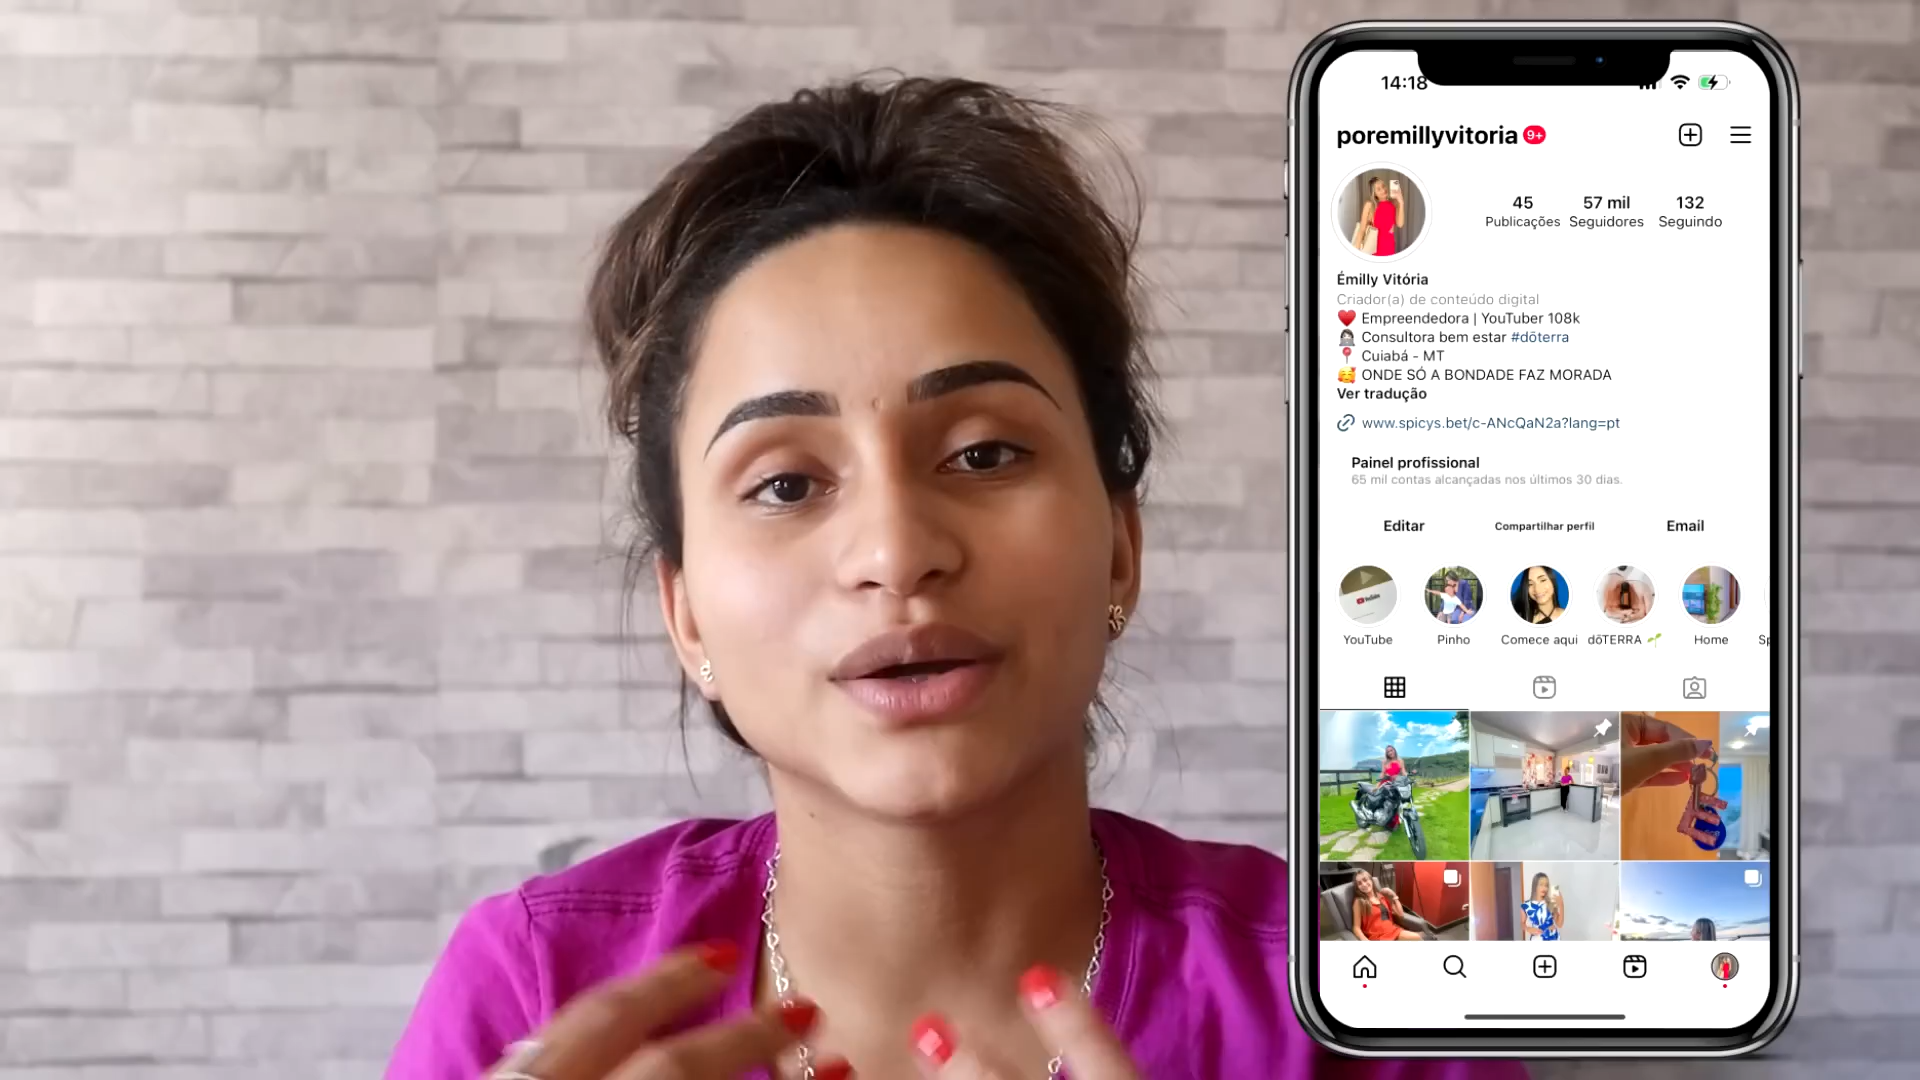 14:18
poremillyvitoria 9+
45 57 mil 132
Publicações Seguidores Seguindo
Émilly Vitória
Criador(a) de conteúdo digital
Empreendedora | YouTuber 108k
Consultora bem estar #dōterra
Cuiabá - MT
ONDE SÓ A BONDADE FAZ MORADA
Ver tradução
www.spicys.bet/c-ANcQaN2a?lang=pt
Painel profissional
65 mil contas alcançadas nos últimos 30 dias.
Editar Compartilhar perfil Email
YouTube Pinho Comece aqui dōTERRA Home Sp